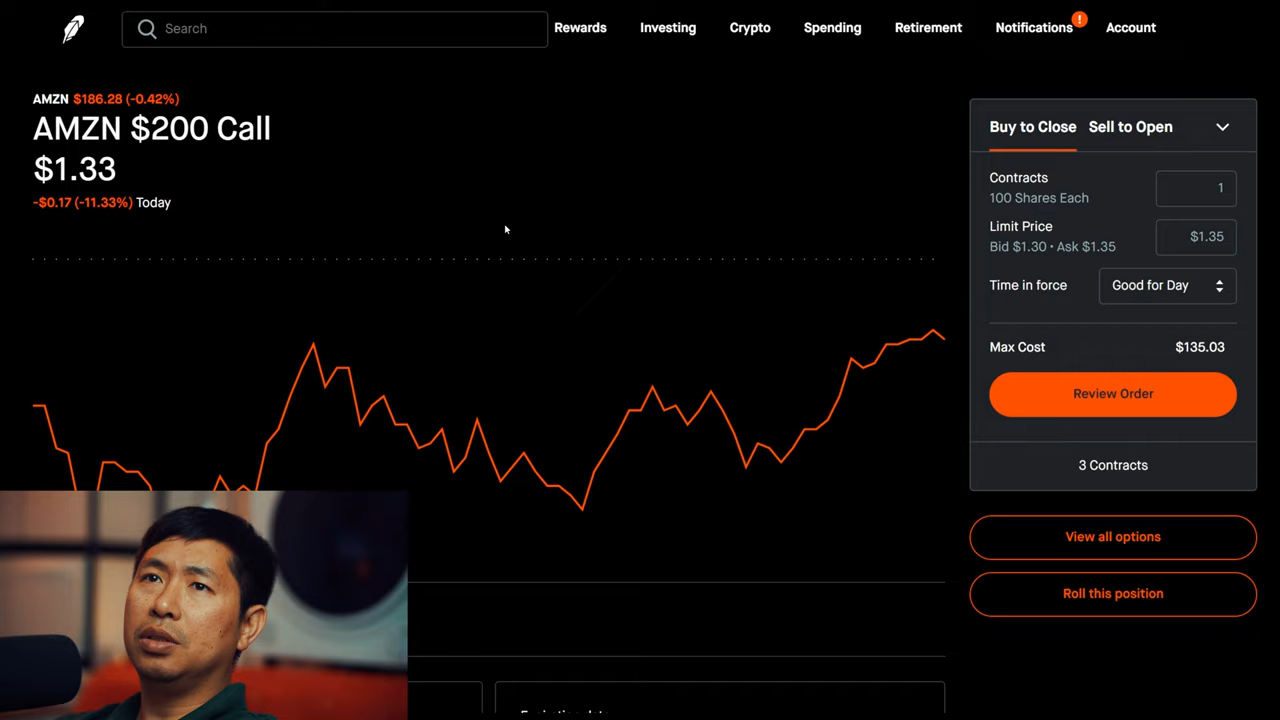 Search
Rewards
Investing
Crypto
Spending
Retirement
Notifications
!
Account
AMZN $186.28 (-0.42%)
AMZN $200 Call
$1.33
-$0.17 (-11.33%) Today
Buy to Close
Sell to Open
Contracts
1
100 Shares Each
Limit Price
$1.35
Bid $1.30 • Ask $1.35
Time in force
Good for Day
Max Cost
$135.03
Review Order
3 Contracts
View all options
Roll this position
Expiration date